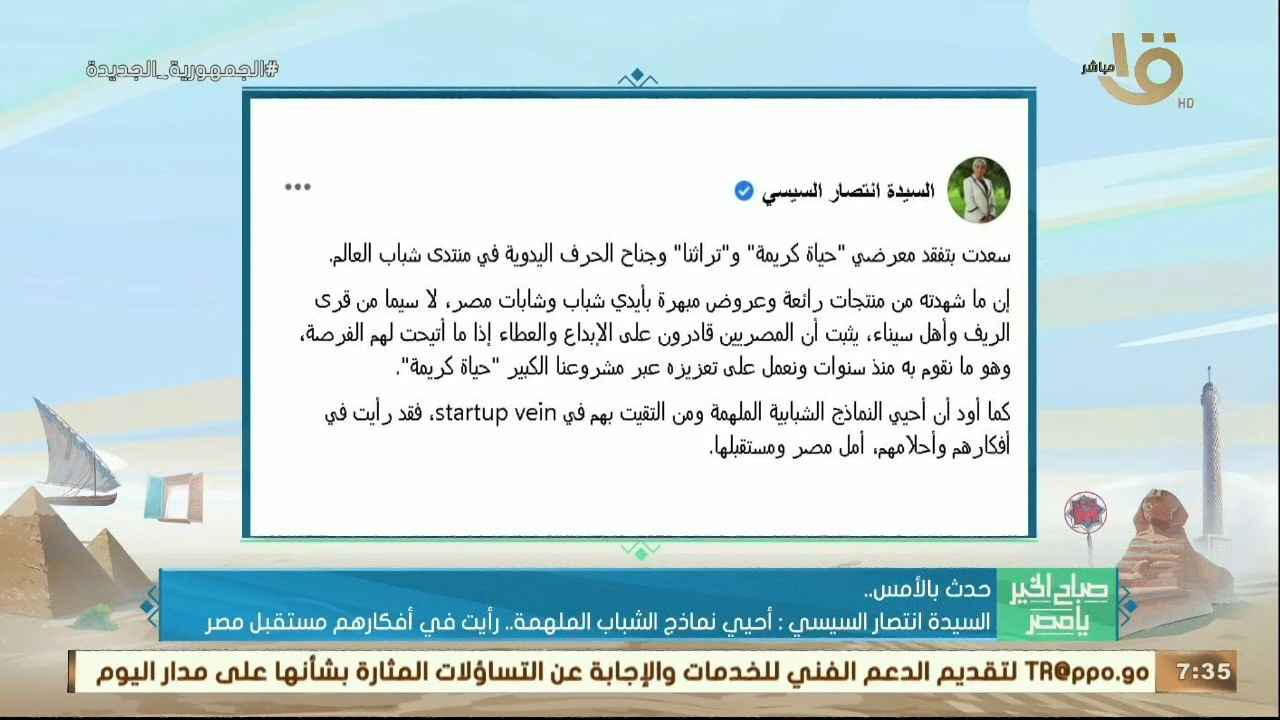 #الجمهورية_الجديدة
مباشر
HD
السيدة انتصار السيسي
سعدت بتفقد معرضي "حياة كريمة" و"تراثنا" وجناح الحرف اليدوية في منتدى شباب العالم.
إن ما شهدته من منتجات رائعة وعروض مبهرة بأيدي شباب وشابات مصر، لا سيما من قرى
الريف وأهل سيناء، يثبت أن المصريين قادرون على الإبداع والعطاء إذا ما أتيحت لهم الفرصة،
وهو ما نقوم به منذ سنوات ونعمل على تعزيزه عبر مشروعنا الكبير "حياة كريمة".
كما أود أن أحيي النماذج الشبابية الملهمة ومن التقيت بهم في startup vein، فقد رأيت في
أفكارهم وأحلامهم، أمل مصر ومستقبلها.
صباح الخير
يا مصر
حدث بالأمس..
السيدة انتصار السيسي : أحيي نماذج الشباب الملهمة.. رأيت في أفكارهم مستقبل مصر
7:35
TR@ppo.go لتقديم الدعم الفني للخدمات والإجابة عن التساؤلات المثارة بشأنها على مدار اليوم